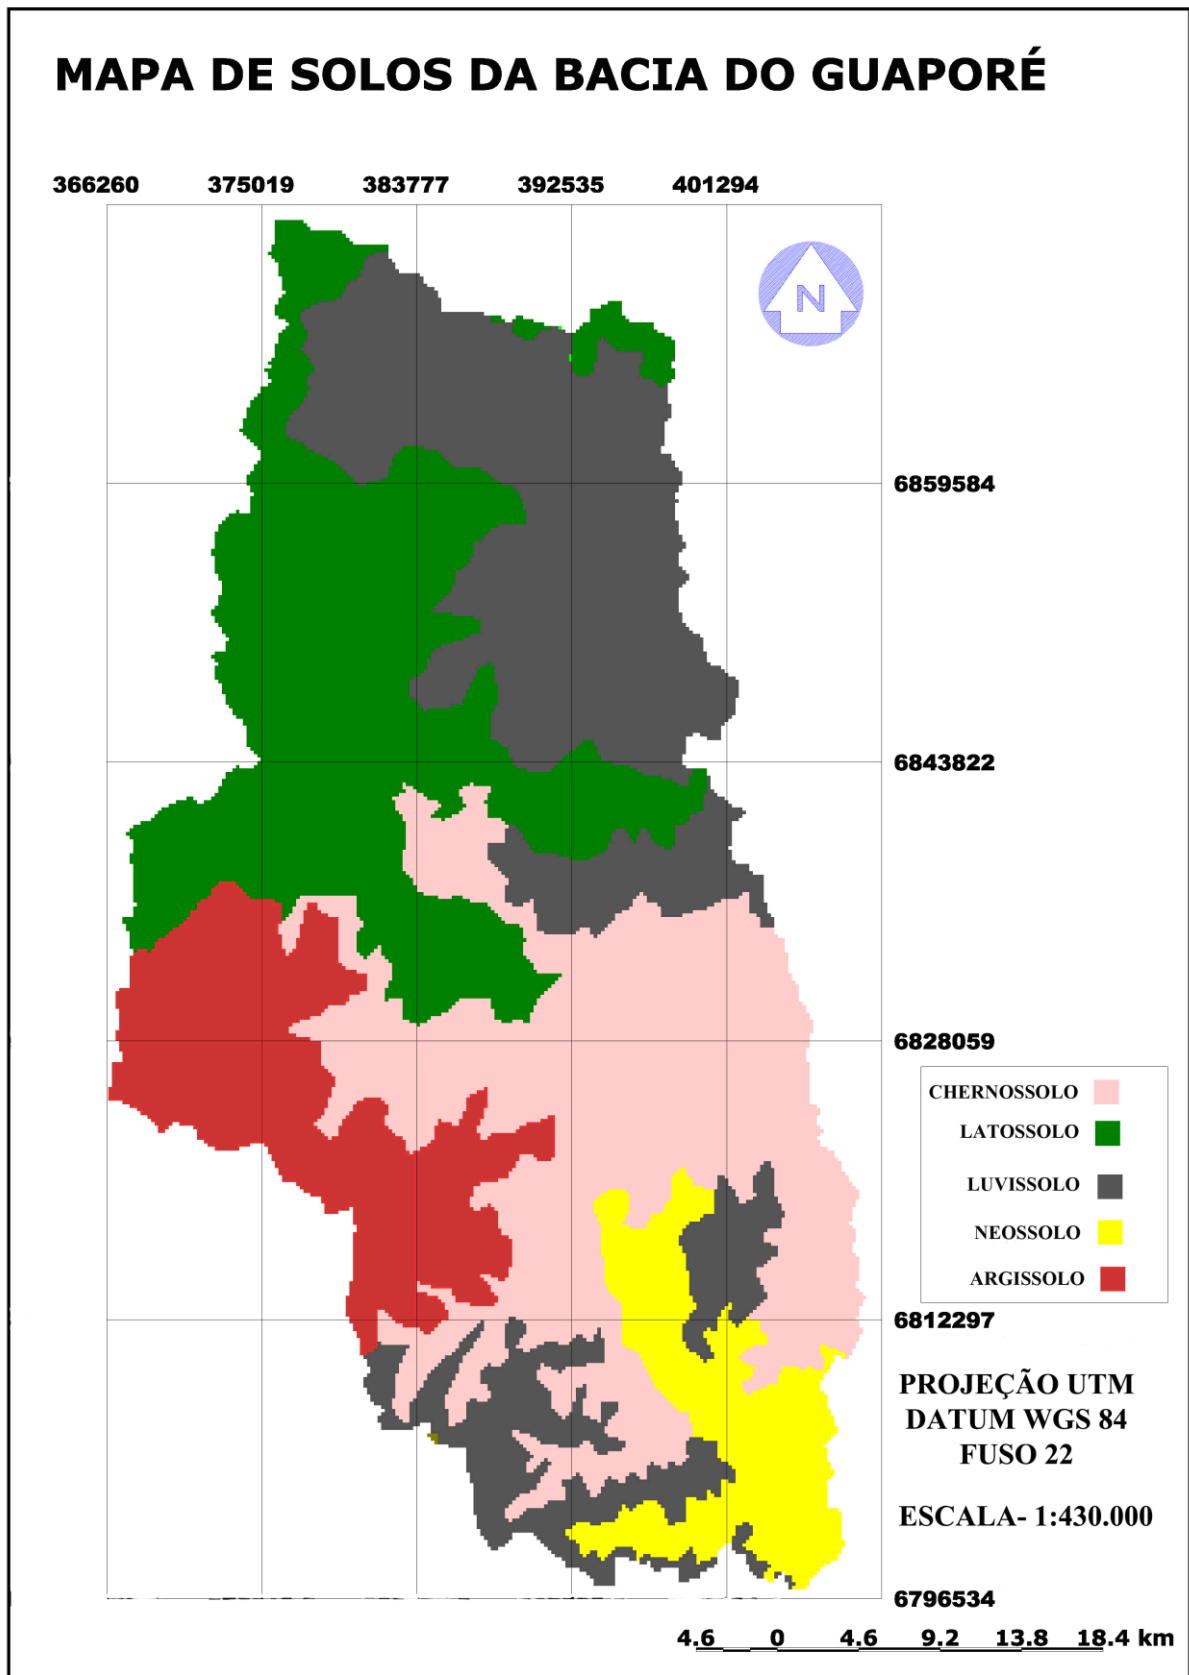 MAPA DE SOLOS DA BACIA DO GUAPORÉ
366260 375019 383777 392535 401294
N
6859584
6843822
6828059
CHERNOSSOLO
LATOSSOLO
LUVISSOLO
NEOSSOLO
ARGISSOLO
6812297
PROJEÇÃO UTM
DATUM WGS 84
FUSO 22
ESCALA- 1:430.000
6796534
4.6 0 4.6 9.2 13.8 18.4 km